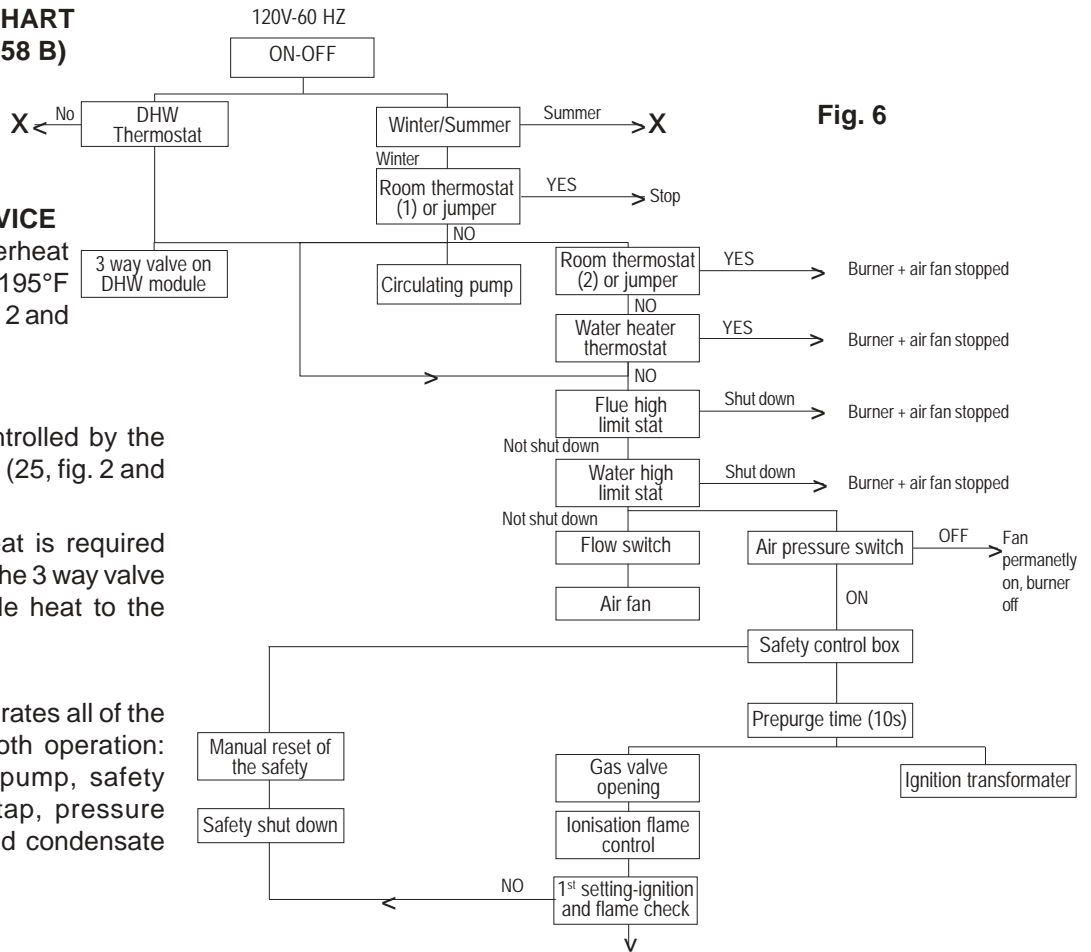 HART
58 B)
VICE
erheat
195°F
2 and
ntrolled by the
(25, fig. 2 and
at is required
he 3 way valve
le heat to the
rates all of the
oth operation:
pump, safety
tap, pressure
d condensate
120V-60 HZ
ON-OFF
Fig. 6
X
No
DHW
Thermostat
Winter/Summer
Summer
X
Winter
Room thermostat
(1) or jumper
YES
Stop
NO
3 way valve on
DHW module
Circulating pump
Room thermostat
(2) or jumper
YES
Burner + air fan stopped
NO
Water heater
thermostat
YES
Burner + air fan stopped
NO
Flue high
limit stat
Shut down
Burner + air fan stopped
Not shut down
Water high
limit stat
Shut down
Burner + air fan stopped
Not shut down
Flow switch
Air fan
Air pressure switch
OFF
Fan
permanetly
on, burner
off
ON
Safety control box
Prepurge time (10s)
Manual reset of
the safety
Safety shut down
Gas valve
opening
Ignition transformater
Ionisation flame
control
NO
1st setting-ignition
and flame check